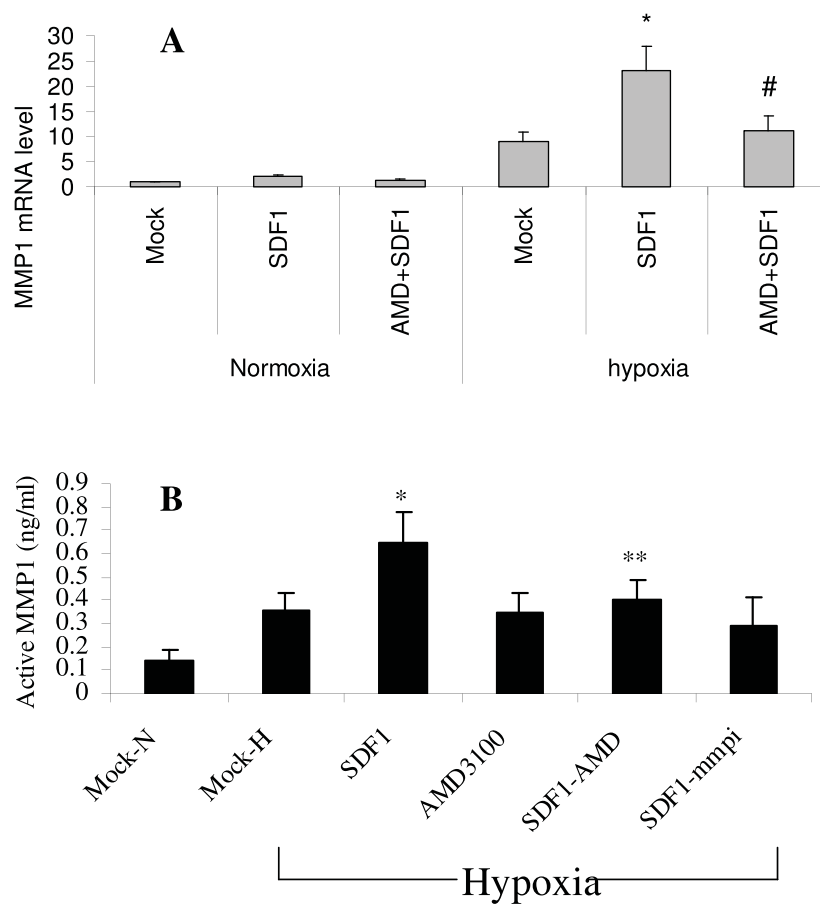 A
*
#
30
25
20
15
10
5
0
MMP1 mRNA level
Mock
SDF1
AMD+SDF1
Mock
SDF1
AMD+SDF1
Normoxia
hypoxia
B
*
**
0.9
0.8
0.7
0.6
0.5
0.4
0.3
0.2
0.1
0
Active MMP1 (ng/ml)
Mock-N
Mock-H
SDF1
AMD3100
SDF1-AMD
SDF1-mmpi
Hypoxia